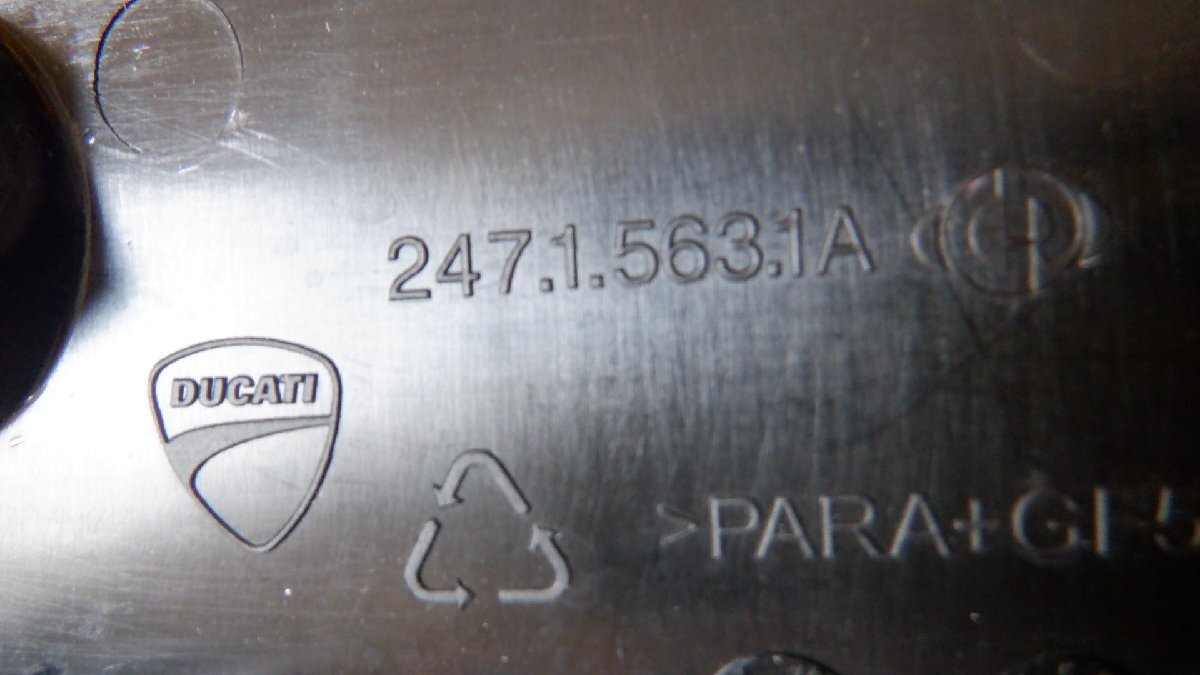 247.1.563.1A
DUCATI
>PARA+GF5